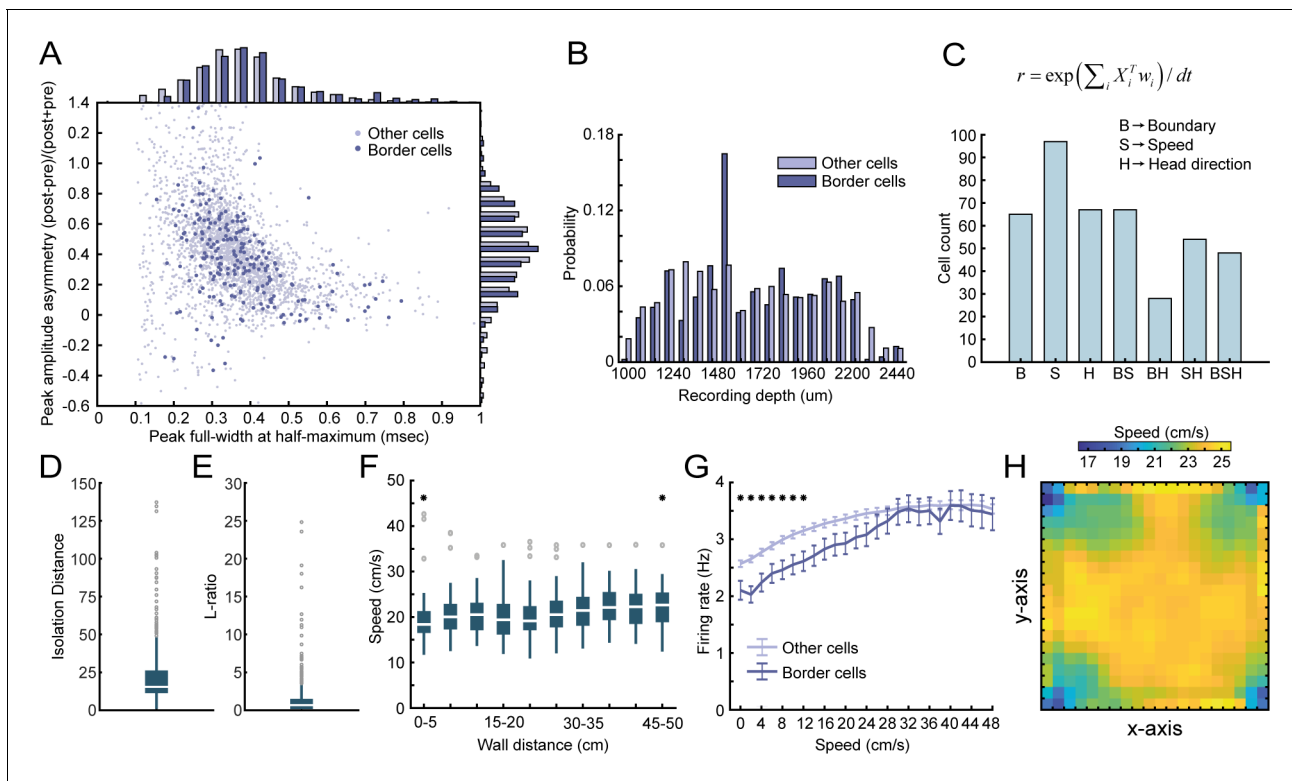 A
Peak amplitude asymmetry (post-pre)/(post+pre)
1.4
0.2
1.0
0.8
0.6
0.4
0.2
0
-0.2
-0.4
-0.6
Other cells
Border cells
0 0.1 0.2 0.3 0.4 0.5 0.6 0.7 0.8 0.9 1
Peak full-width at half-maximum (msec)
B
Probability
0.18
0.12
0.06
0
Other cells
Border cells
1000 1240 1480 1720 1960 2200 2440
Recording depth (um)
C
r = exp(∑ᵢ Xᵢᵀwᵢ)/dt
B→Boundary
S→Speed
H→Head direction
Cell count
100
90
80
70
60
50
40
30
20
10
0
B S H BS BH SH BSH
D
Isolation Distance
150
125
100
75
50
25
0
E
L-ratio
30
25
20
15
10
5
0
F
Speed (cm/s)
50
40
30
20
10
0
* *
0-5 15-20 30-35 45-50
Wall distance (cm)
G
Firing rate (Hz)
4
3
2
1
0
*******
Other cells
Border cells
0 4 8 12 16 20 24 28 32 36 40 44 48
Speed (cm/s)
H
Speed (cm/s)
17 19 21 23 25
y-axis
x-axis